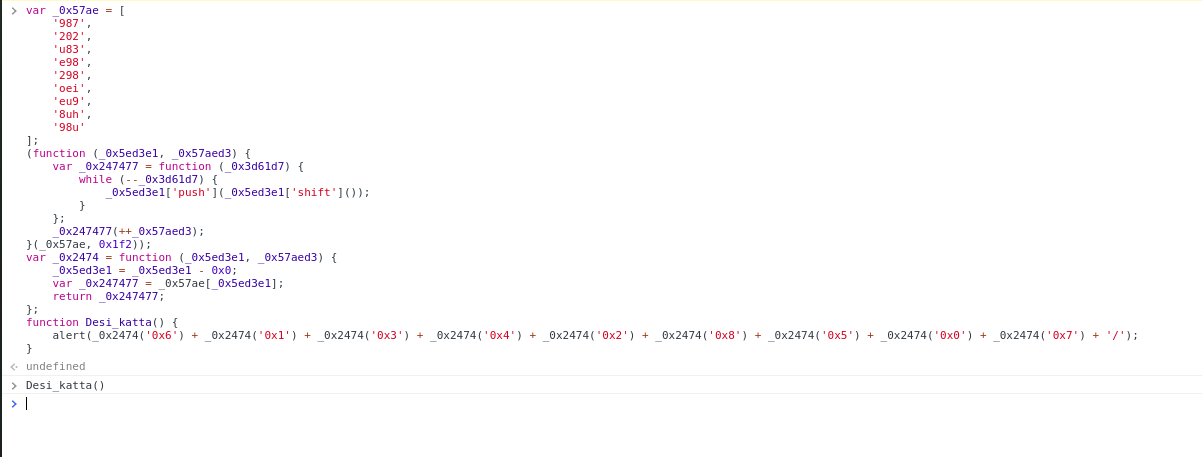 > var _0x57ae = [
    '987',
    '202',
    'u83',
    'e98',
    '298',
    'oei',
    'eu9',
    '8uh',
    '98u'
];
(function (_0x5ed3e1, _0x57aed3) {
    var _0x247477 = function (_0x3d61d7) {
        while (--_0x3d61d7) {
            _0x5ed3e1['push'](_0x5ed3e1['shift']());
        }
    };
    _0x247477(++_0x57aed3);
}(_0x57ae, 0x1f2));
var _0x2474 = function (_0x5ed3e1, _0x57aed3) {
    _0x5ed3e1 = _0x5ed3e1 - 0x0;
    var _0x247477 = _0x57ae[_0x5ed3e1];
    return _0x247477;
};
function Desi_katta() {
    alert(_0x2474('0x6') + _0x2474('0x1') + _0x2474('0x3') + _0x2474('0x4') + _0x2474('0x2') + _0x2474('0x8') + _0x2474('0x5') + _0x2474('0x0') + _0x2474('0x7') + '/');
}
undefined
> Desi_katta()
>